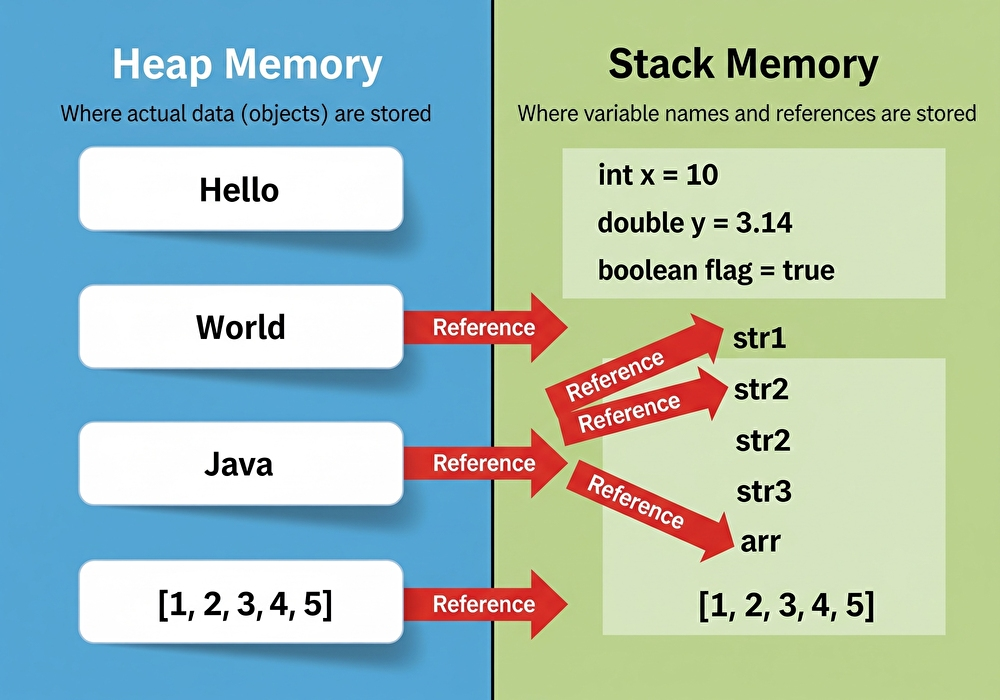 Heap Memory
Where actual data (objects) are stored
Hello
World
Reference
Java
Reference
[1, 2, 3, 4, 5]
Reference
Stack Memory
Where variable names and references are stored
int x = 10
double y = 3.14
boolean flag = true
Reference
str1
Reference
str2
str2
str3
Reference
arr
[1, 2, 3, 4, 5]